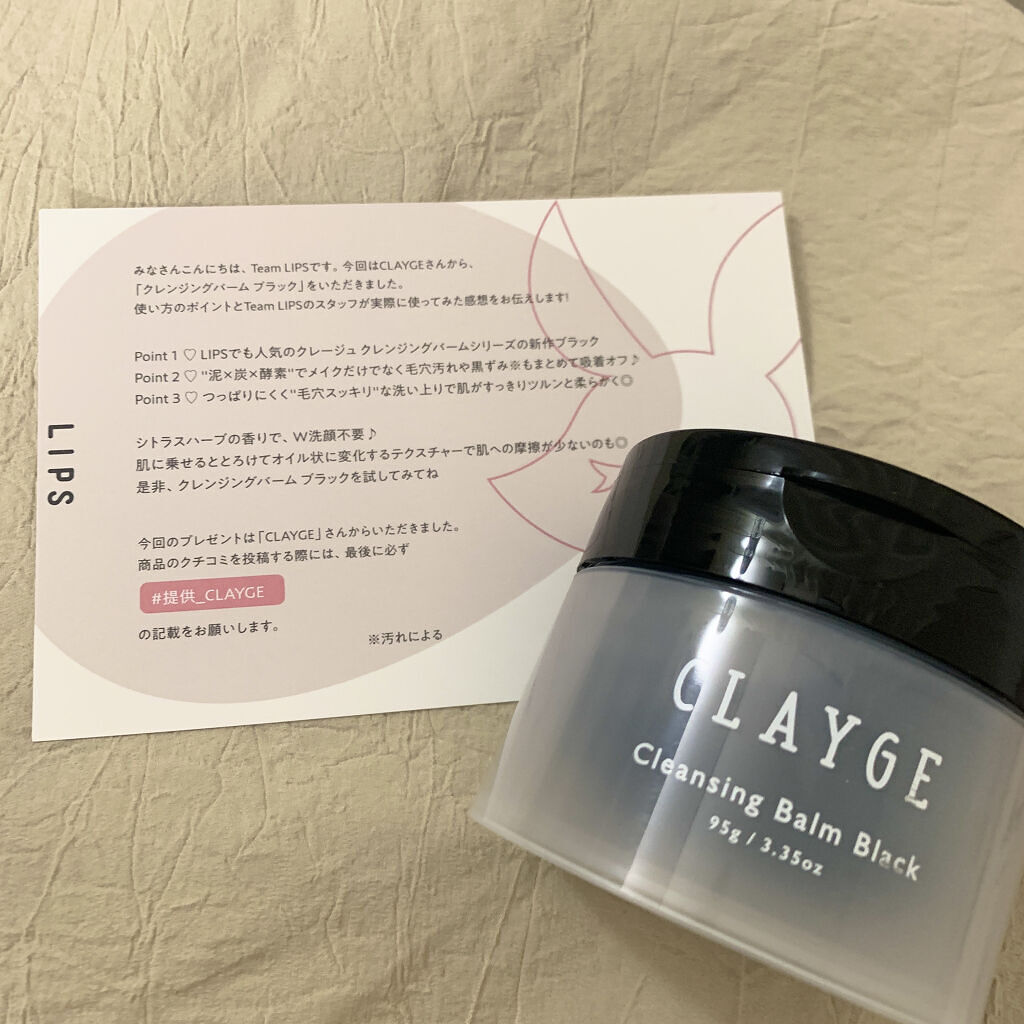 みなさんこんにちは、Team LIPSです。今回はCLAYGEさんから、
「クレンジングバーム ブラック」をいただきました。
使い方のポイントとTeam LIPSのスタッフが実際に使ってみた感想をお伝えします!
Point 1 ♡ LIPSでも人気のクレージュ クレンジングバームシリーズの新作ブラック
Point 2 ♡ "泥×炭×酵素"でメイクだけでなく毛穴汚れや黒ずみ※もまとめて吸着オフ♪
Point 3 ♡ つっぱりにくく"毛穴スッキリ"な洗い上りで肌がすっきりツルンと柔らかく◎
シトラスハーブの香りで、W洗顔不要♪
肌に乗せるととろけてオイル状に変化するテクスチャーで肌への摩擦が少ないのも◎
是非、クレンジングバーム ブラックを試してみてね
今回のプレゼントは「CLAYGE」さんからいただきました。
商品のクチコミを投稿する際には、最後に必ず
#提供_CLAYGE
の記載をお願いします。
※汚れによる
LIPS
CLAYGE
Cleansing Balm Black
95g / 3.35oz